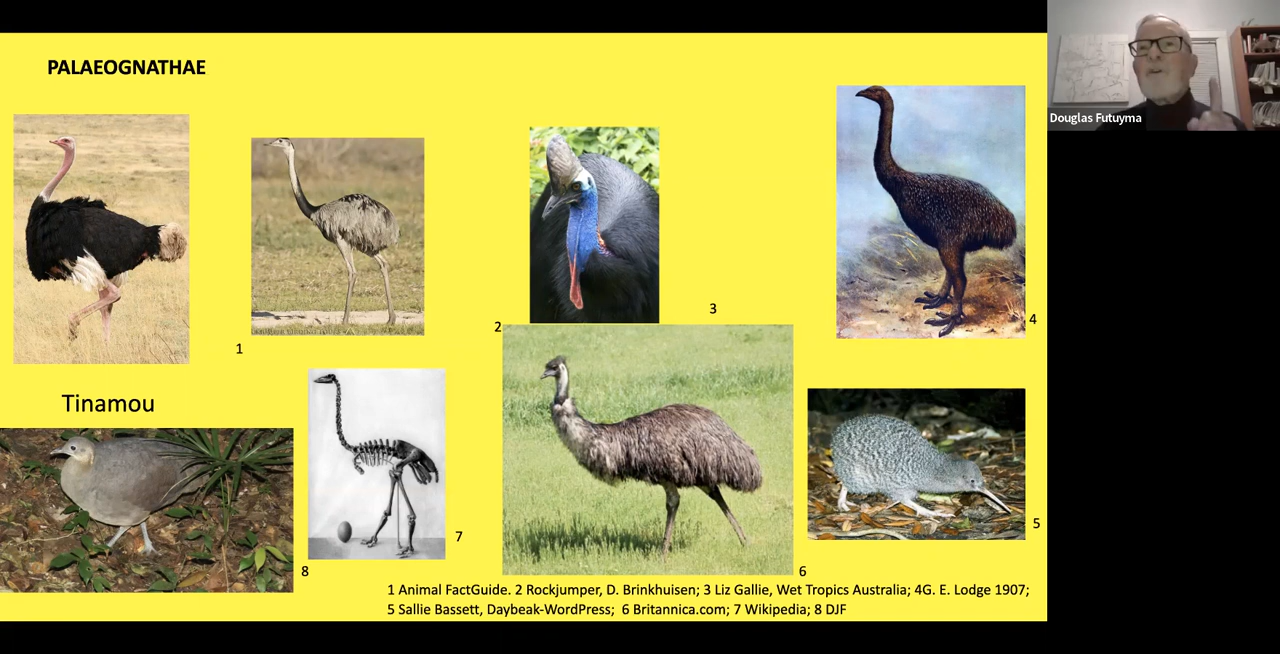 PALAEOGNATHAE
Douglas Futuyma
1
2
3
4
Tinamou
8
7
6
5
1 Animal FactGuide. 2 Rockjumper, D. Brinkhuisen; 3 Liz Gallie, Wet Tropics Australia; 4G. E. Lodge 1907;
5 Sallie Bassett, Daybeak-WordPress;  6 Britannica.com; 7 Wikipedia; 8 DJF